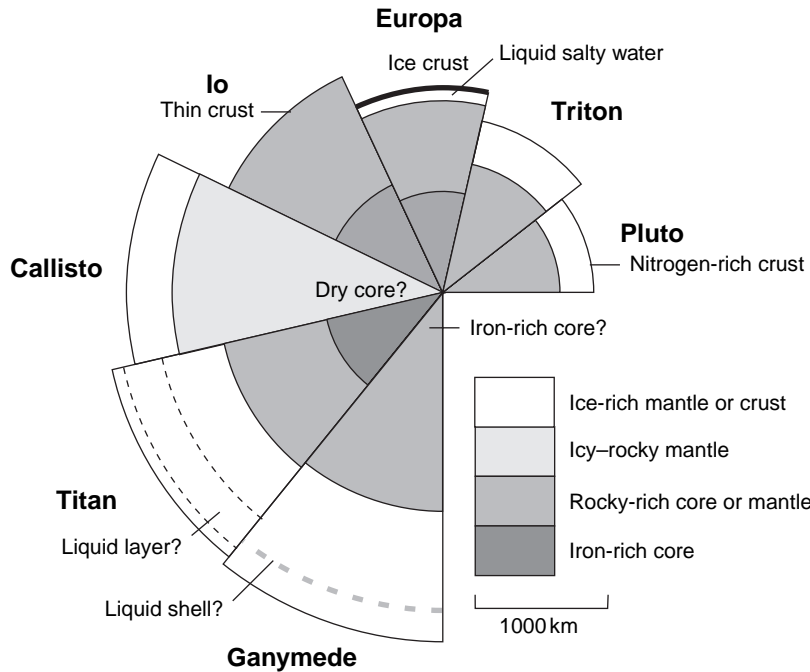 Europa
Liquid salty water
Ice crust
Io
Thin crust
Triton
Pluto
Nitrogen-rich crust
Callisto
Dry core?
Iron-rich core?
Ice-rich mantle or crust
Icy–rocky mantle
Rocky-rich core or mantle
Iron-rich core
1000 km
Titan
Liquid layer?
Liquid shell?
Ganymede